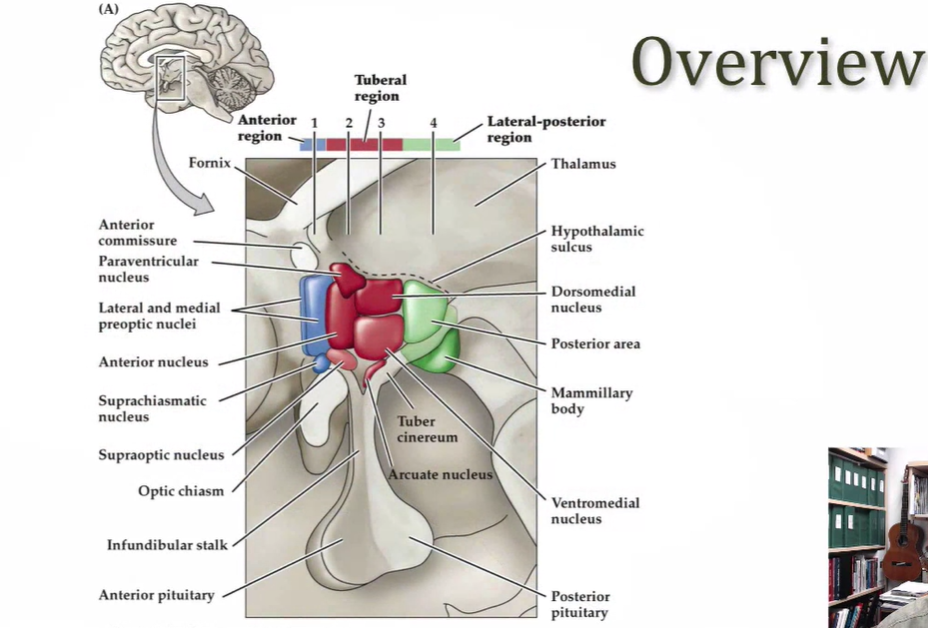 (A)
Overview
Tuberal
region
Anterior
region
1
2
3
4
Lateral-posterior
region
Fornix
Thalamus
Anterior
commissure
Hypothalamic
sulcus
Paraventricular
nucleus
Dorsomedial
nucleus
Lateral and medial
preoptic nuclei
Posterior area
Anterior nucleus
Mammillary
body
Suprachiasmatic
nucleus
Tuber
cinereum
Supraoptic nucleus
Arcuate nucleus
Optic chiasm
Ventromedial
nucleus
Infundibular stalk
Anterior pituitary
Posterior
pituitary